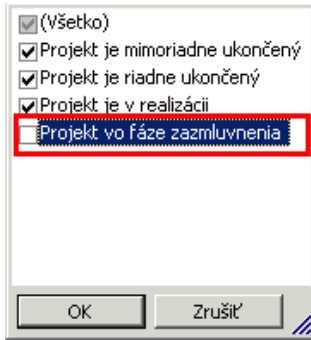 (Všetko)
Projekt je mimoriadne ukončený
Projekt je riadne ukončený
Projekt je v realizácii
Projekt vo fáze zazmluvnenia
OK
Zrušiť